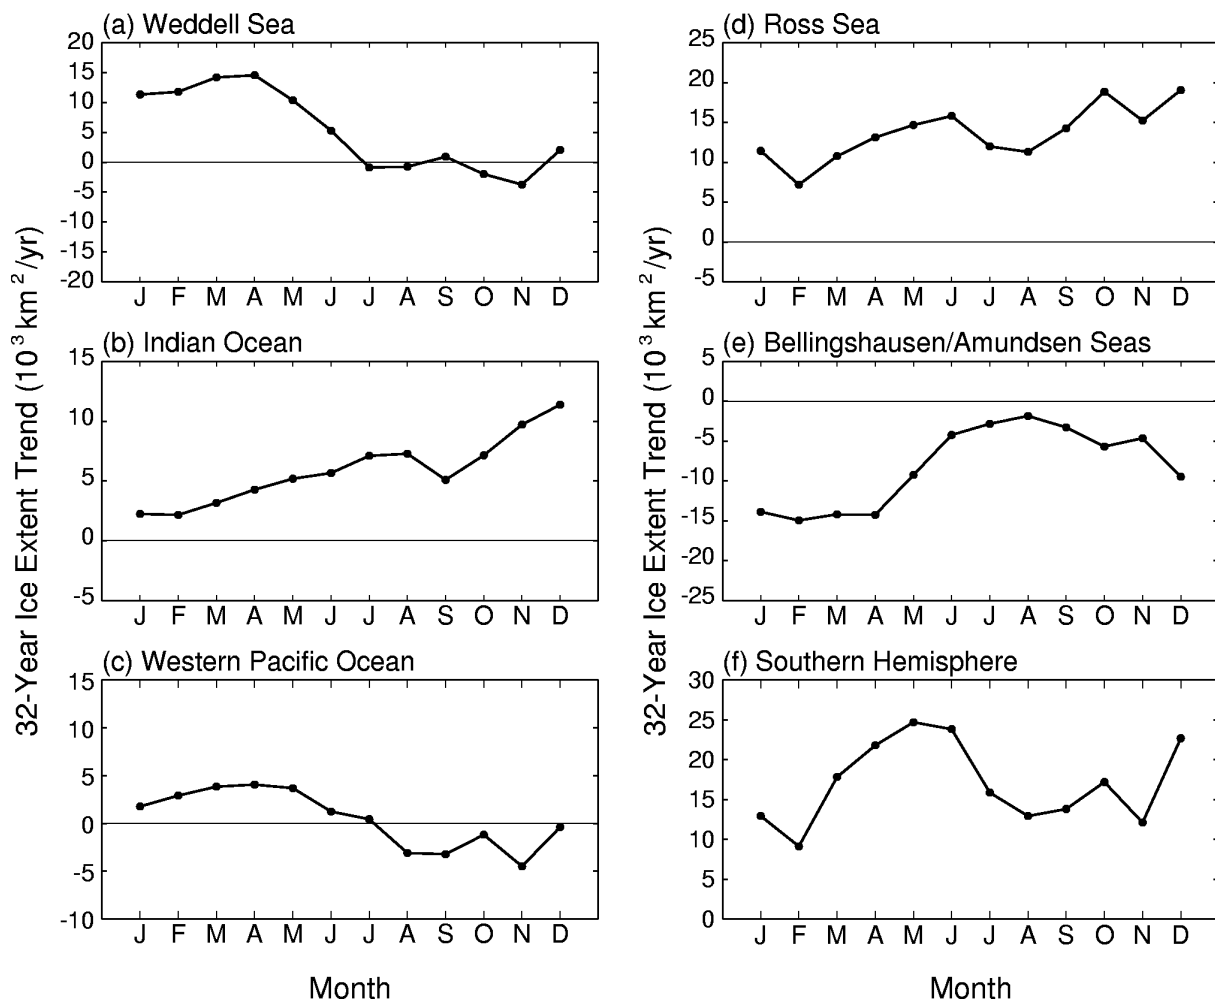 (a) Weddell Sea
20
15
10
5
0
-5
-10
-15
-20
J F M A M J J A S O N D
(b) Indian Ocean
15
10
5
0
-5
J F M A M J J A S O N D
(c) Western Pacific Ocean
15
10
5
0
-5
-10
J F M A M J J A S O N D
Month
32-Year Ice Extent Trend (10³ km²/yr)
(d) Ross Sea
25
20
15
10
5
0
-5
J F M A M J J A S O N D
(e) Bellingshausen/Amundsen Seas
5
0
-5
-10
-15
-20
-25
J F M A M J J A S O N D
(f) Southern Hemisphere
30
25
20
15
10
5
0
J F M A M J J A S O N D
Month
32-Year Ice Extent Trend (10³ km²/yr)